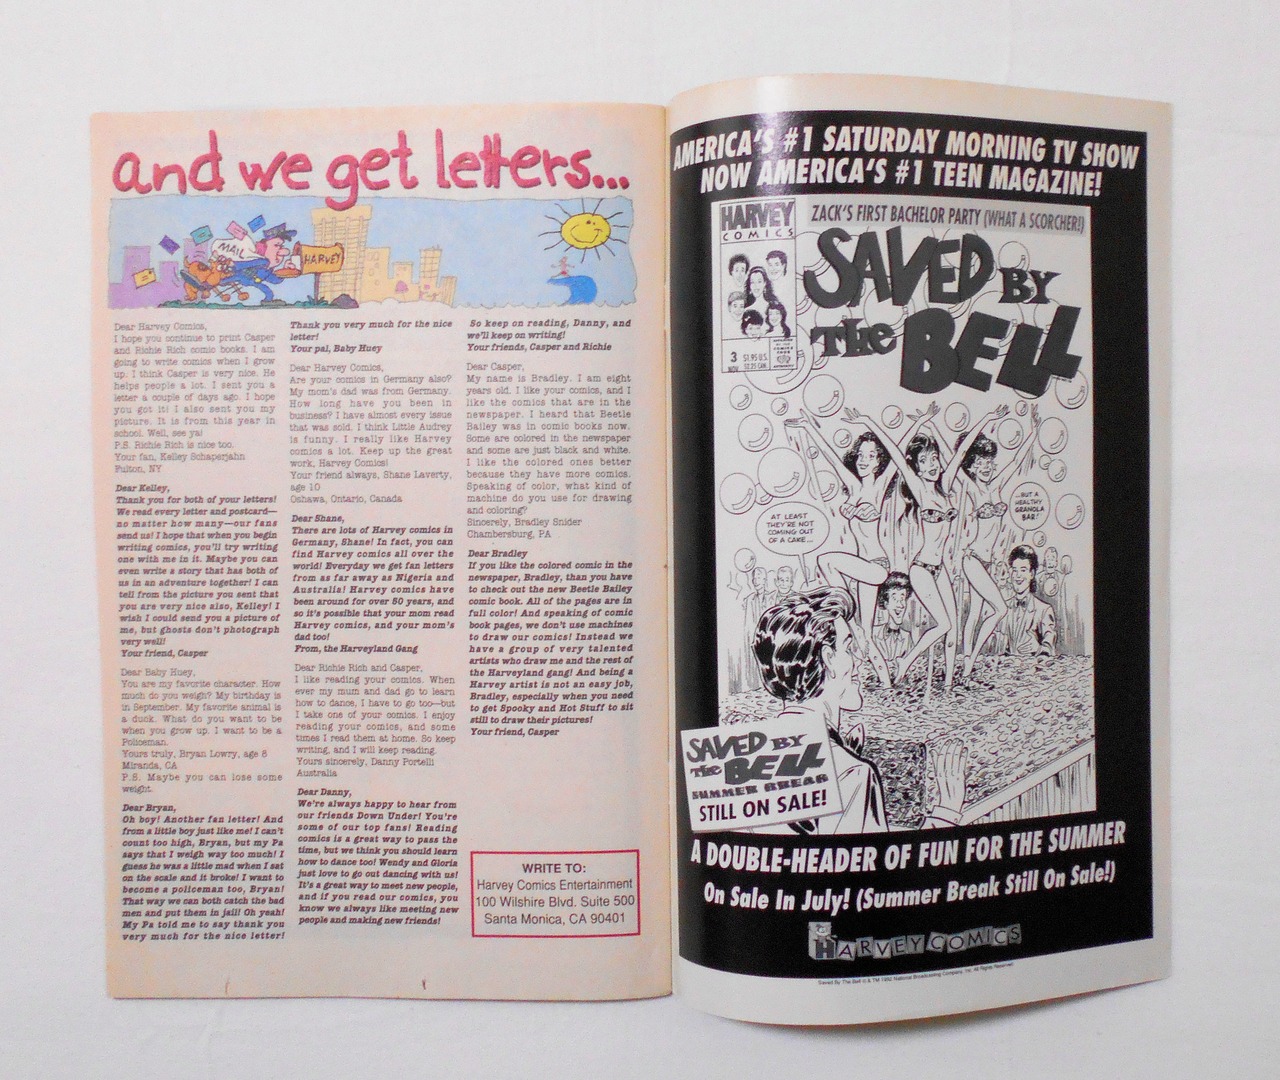 and we get letters...
MAIL
HARVEY
Dear Harvey Comics,
I hope you continue to print Casper
and Richie Rich comic books. I am
going to write comics when I grow
up. I think Casper is very nice. He
helps people a lot. I sent you a
letter a couple of days ago. I hope
you got it! I also sent you my
picture. It is from this year in
school. Well, see ya!
P.S. Richie Rich is nice too.
Your fan, Kelley Schaperjahn
Fulton, NY
Dear Kelley,
Thank you for both of your letters!
We read every letter and postcard—
no matter how many—our fans
send us! I hope that when you begin
writing comics, you'll try writing
one with me in it. Maybe you can
even write a story that has both of
us in an adventure together! I can
tell from the picture you sent that
you are very nice also, Kelley! I
wish I could send you a picture of
me, but ghosts don't photograph
very well!
Your friend, Casper
Dear Baby Huey,
You are my favorite character. How
much do you weigh? My birthday is
in September. My favorite animal is
a duck. What do you want to be
when you grow up. I want to be a
Policeman.
Yours truly, Bryan Lowry, age 8
Miranda, CA
P.S. Maybe you can lose some
weight.
Dear Bryan,
Oh boy! Another fan letter! And
from a little boy just like me! I can't
count too high, Bryan, but my Pa
says that I weigh way too much! I
guess he was a little mad when I sat
on the scale and it broke! I want to
become a policeman too, Bryan!
That way we can both catch the bad
men and put them in jail! Oh yeah!
My Pa told me to say thank you
very much for the nice letter!
Thank you very much for the nice
letter!
Your pal, Baby Huey
Dear Harvey Comics,
Are your comics in Germany also?
My mom's dad was from Germany.
How long have you been in
business? I have almost every issue
that was sold. I think Little Audrey
is funny. I really like Harvey
comics a lot. Keep up the great
work, Harvey Comics!
Your friend always, Shane Laverty,
age 10
Oshawa, Ontario, Canada
Dear Shane,
There are lots of Harvey comics in
Germany, Shane! In fact, you can
find Harvey comics all over the
world! Everyday we get fan letters
from as far away as Nigeria and
Australia! Harvey comics have
been around for over 50 years, and
so it's possible that your mom read
Harvey comics, and your mom's
dad too!
From, the Harveyland Gang
Dear Richie Rich and Casper,
I like reading your comics. When
ever my mum and dad go to learn
how to dance, I have to go too—but
I take one of your comics. I enjoy
reading your comics, and some
times I read them at home. So keep
writing, and I will keep reading.
Yours sincerely, Danny Portelli
Australia
Dear Danny,
We're always happy to hear from
our friends Down Under! You're
some of our top fans! Reading
comics is a great way to pass the
time, but we think you should learn
how to dance too! Wendy and Gloria
just love to go out dancing with us!
It's a great way to meet new people,
and if you read our comics, you
know we always like meeting new
people and making new friends!
So keep on reading, Danny, and
we'll keep on writing!
Your friends, Casper and Richie
Dear Casper,
My name is Bradley. I am eight
years old. I like your comics, and I
like the comics that are in the
newspaper. I heard that Beetle
Bailey was in comic books now.
Some are colored in the newspaper
and some are just black and white.
I like the colored ones better
because they have more comics.
Speaking of color, what kind of
machine do you use for drawing
and coloring?
Sincerely, Bradley Snider
Chambersburg, PA
Dear Bradley
If you like the colored comic in the
newspaper, Bradley, than you have
to check out the new Beetle Bailey
comic book. All of the pages are in
full color! And speaking of comic
book pages, we don't use machines
to draw our comics! Instead we
have a group of very talented
artists who draw me and the rest of
the Harveyland gang! And being a
Harvey artist is not an easy job,
Bradley, especially when you need
to get Spooky and Hot Stuff to sit
still to draw their pictures!
Your friend, Casper
WRITE TO:
Harvey Comics Entertainment
100 Wilshire Blvd. Suite 500
Santa Monica, CA 90401
AMERICA'S #1 SATURDAY MORNING TV SHOW
NOW AMERICA'S #1 TEEN MAGAZINE!
HARVEY
COMICS
ZACK'S FIRST BACHELOR PARTY (WHAT A SCORCHER!)
SAVED BY
THE BELL
3
NOV.
$1.95 U.S.
$2.25 CAN.
AT LEAST
THEY'RE NOT
COMING OUT
OF A CAKE...
...BUT A
HEALTHY
GRANOLA
BAR!
SAVED BY
THE BELL
SUMMER BREAK
STILL ON SALE!
A DOUBLE-HEADER OF FUN FOR THE SUMMER
On Sale In July! (Summer Break Still On Sale!)
HARVEY COMICS
Saved By The Bell © & TM 1992 National Broadcasting Company, Inc. All Rights Reserved.